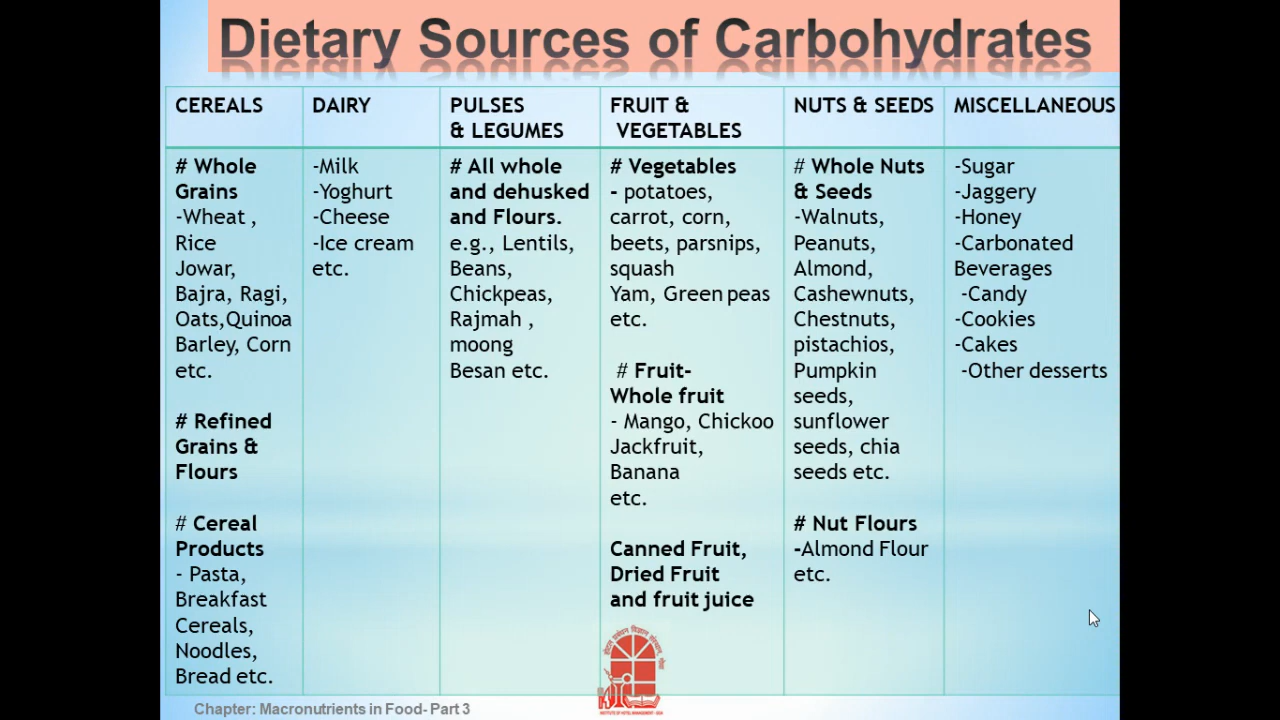 Dietary Sources of Carbohydrates
CEREALS
# Whole
Grains
-Wheat ,
Rice
Jowar,
Bajra, Ragi,
Oats,Quinoa
Barley, Corn
etc.
# Refined
Grains &
Flours
# Cereal
Products
- Pasta,
Breakfast
Cereals,
Noodles,
Bread etc.
DAIRY
-Milk
-Yoghurt
-Cheese
-Ice cream
etc.
PULSES
& LEGUMES
# All whole
and dehusked
and Flours.
e.g., Lentils,
Beans,
Chickpeas,
Rajmah ,
moong
Besan etc.
FRUIT &
VEGETABLES
# Vegetables
- potatoes,
carrot, corn,
beets, parsnips,
squash
Yam, Green peas
etc.
# Fruit-
Whole fruit
- Mango, Chickoo
Jackfruit,
Banana
etc.
Canned Fruit,
Dried Fruit
and fruit juice
NUTS & SEEDS
# Whole Nuts
& Seeds
-Walnuts,
Peanuts,
Almond,
Cashewnuts,
Chestnuts,
pistachios,
Pumpkin
seeds,
sunflower
seeds, chia
seeds etc.
# Nut Flours
-Almond Flour
etc.
MISCELLANEOUS
-Sugar
-Jaggery
-Honey
-Carbonated
Beverages
-Candy
-Cookies
-Cakes
-Other desserts
INSTITUTE OF HOTEL MANAGEMENT - GOA
Chapter: Macronutrients in Food- Part 3